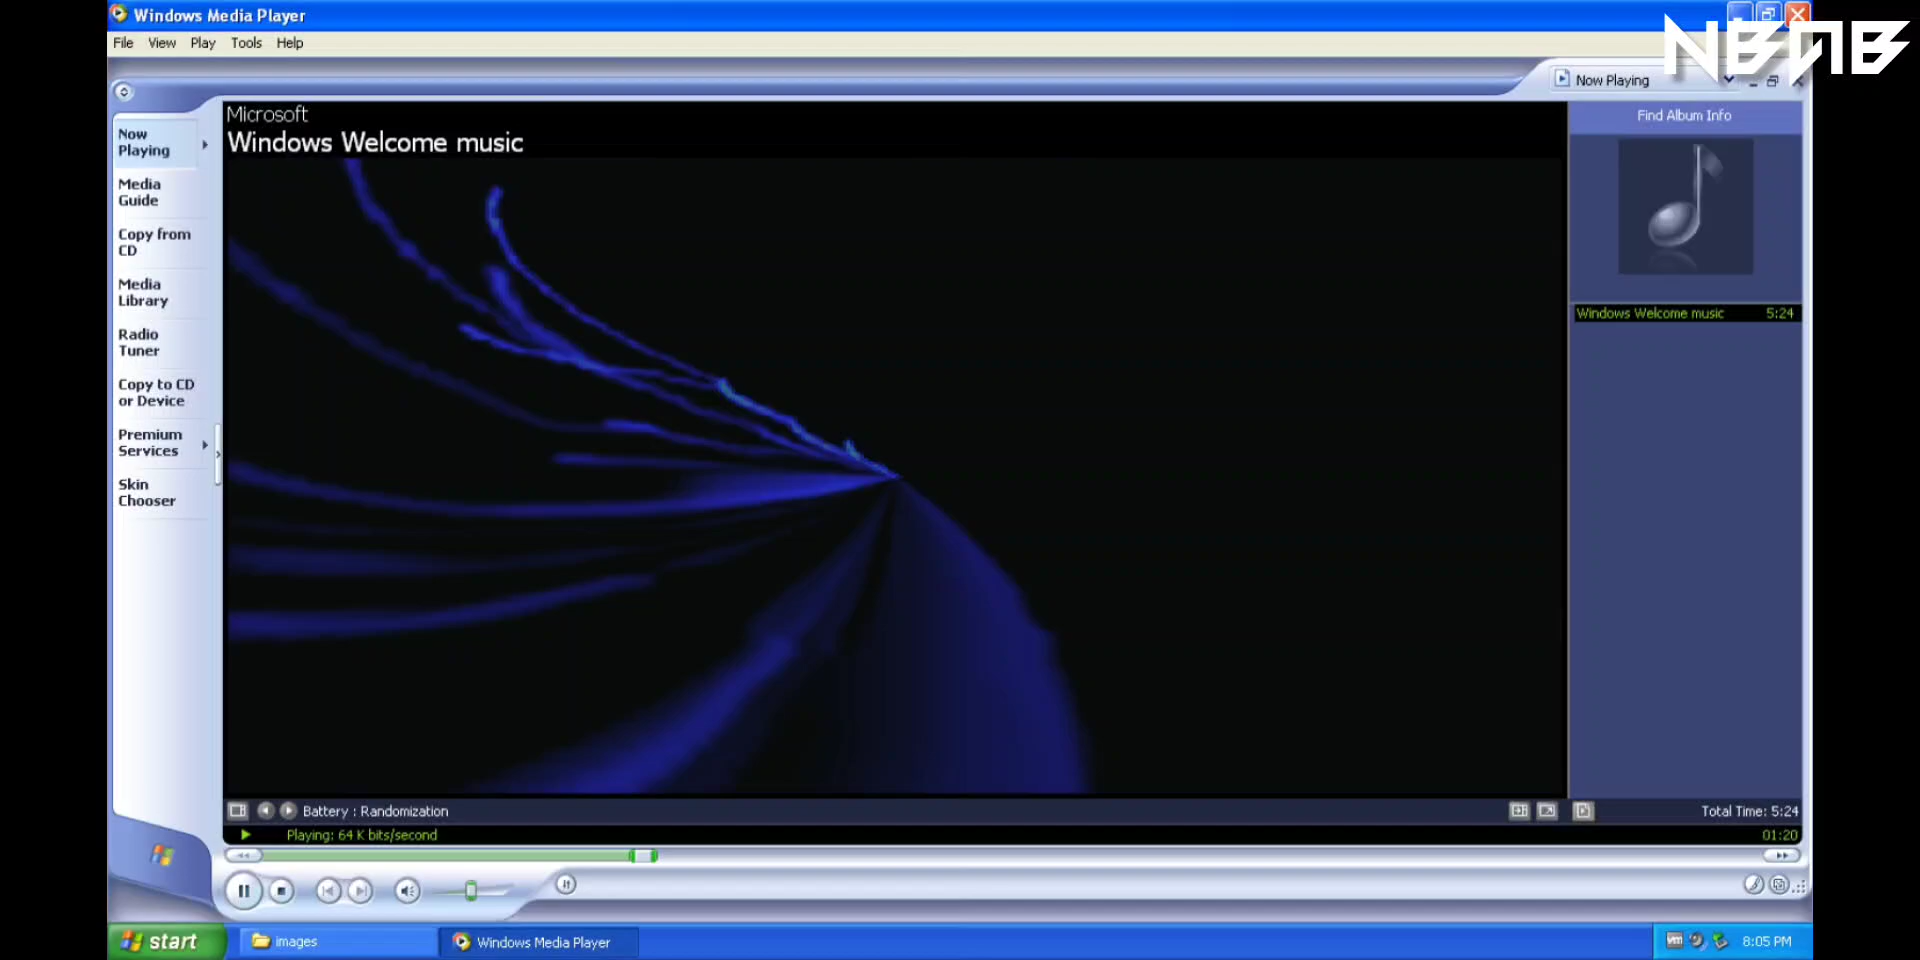 Windows Media Player
NBNB
File View Play Tools Help
Now Playing
Microsoft
Windows Welcome music
Find Album Info
Now
Playing
Media
Guide
Copy from
CD
Media
Library
Radio
Tuner
Copy to CD
or Device
Premium
Services
Skin
Chooser
Windows Welcome music 5:24
Battery : Randomization
Total Time: 5:24
Playing: 64 K bits/second
01:20
start
images
Windows Media Player
vm
8:05 PM